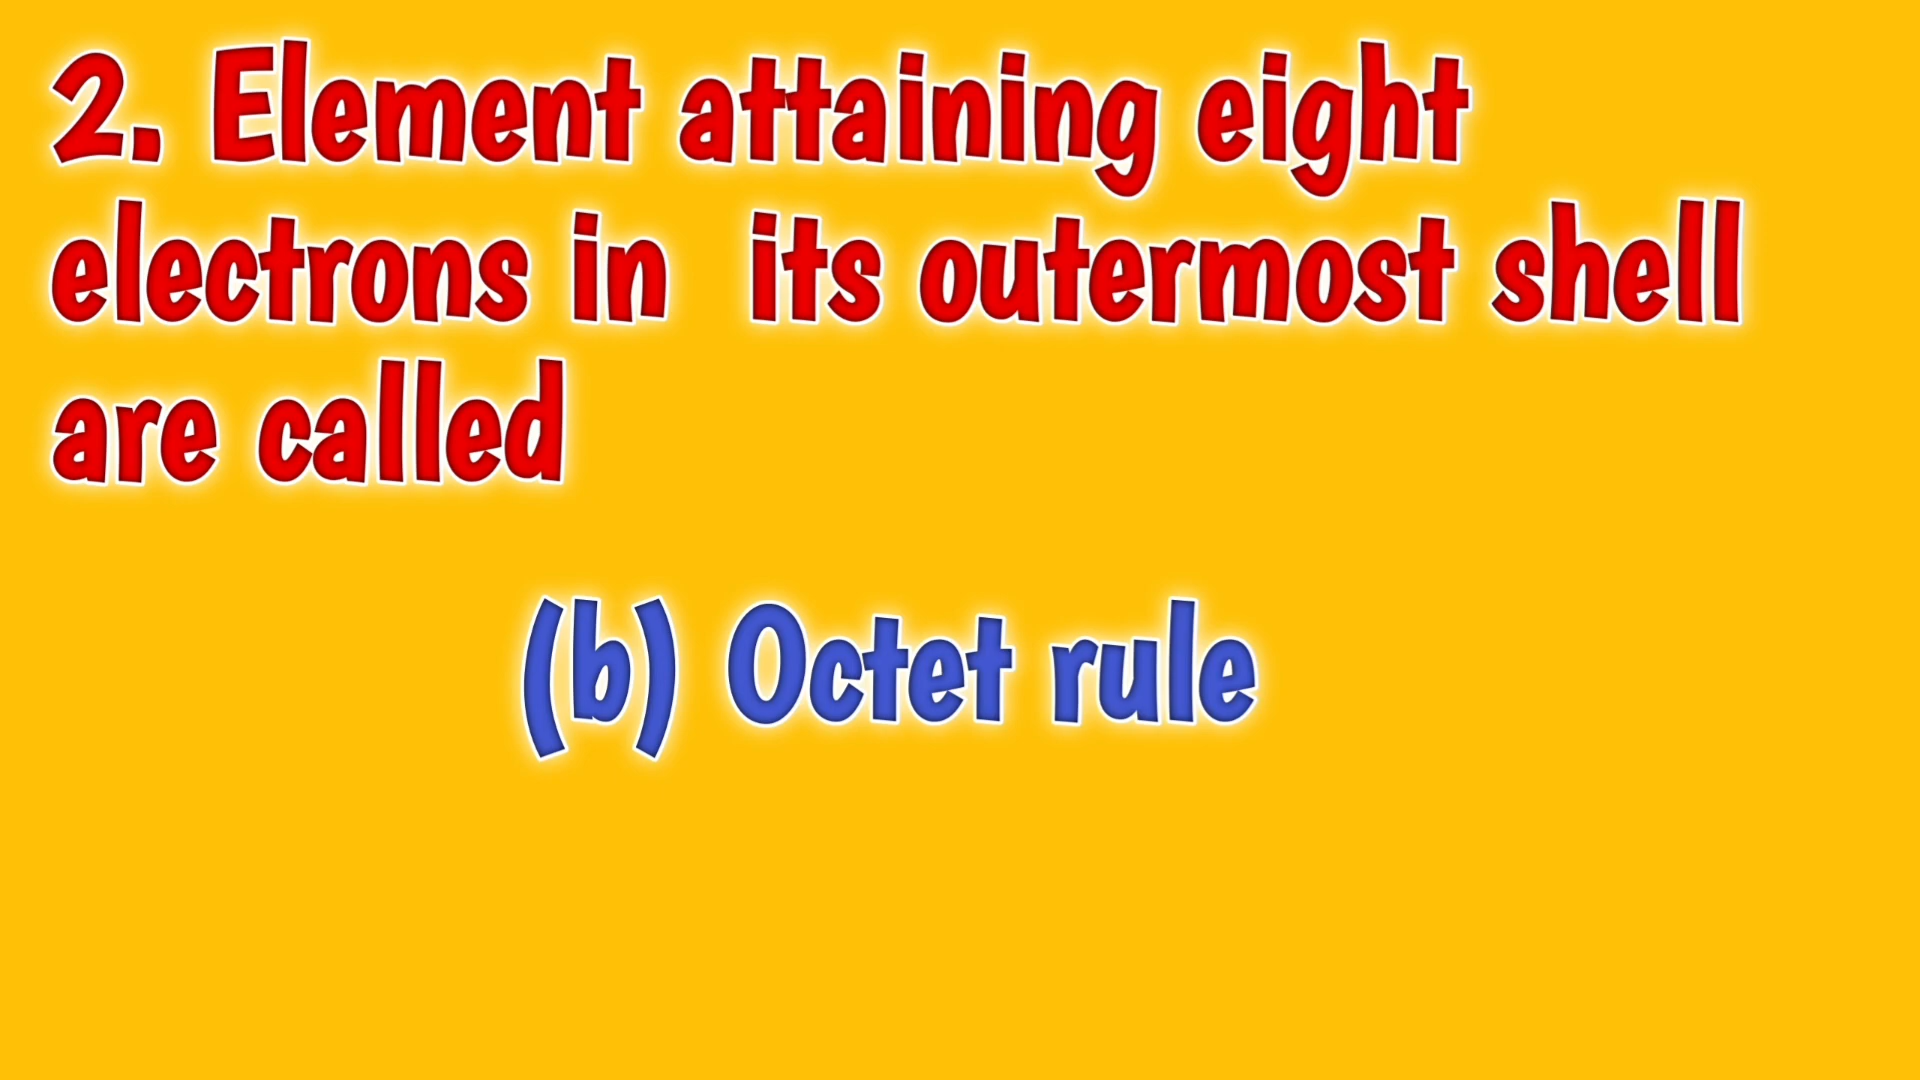 2. Element attaining eight
electrons in its outermost shell
are called
(b) Octet rule